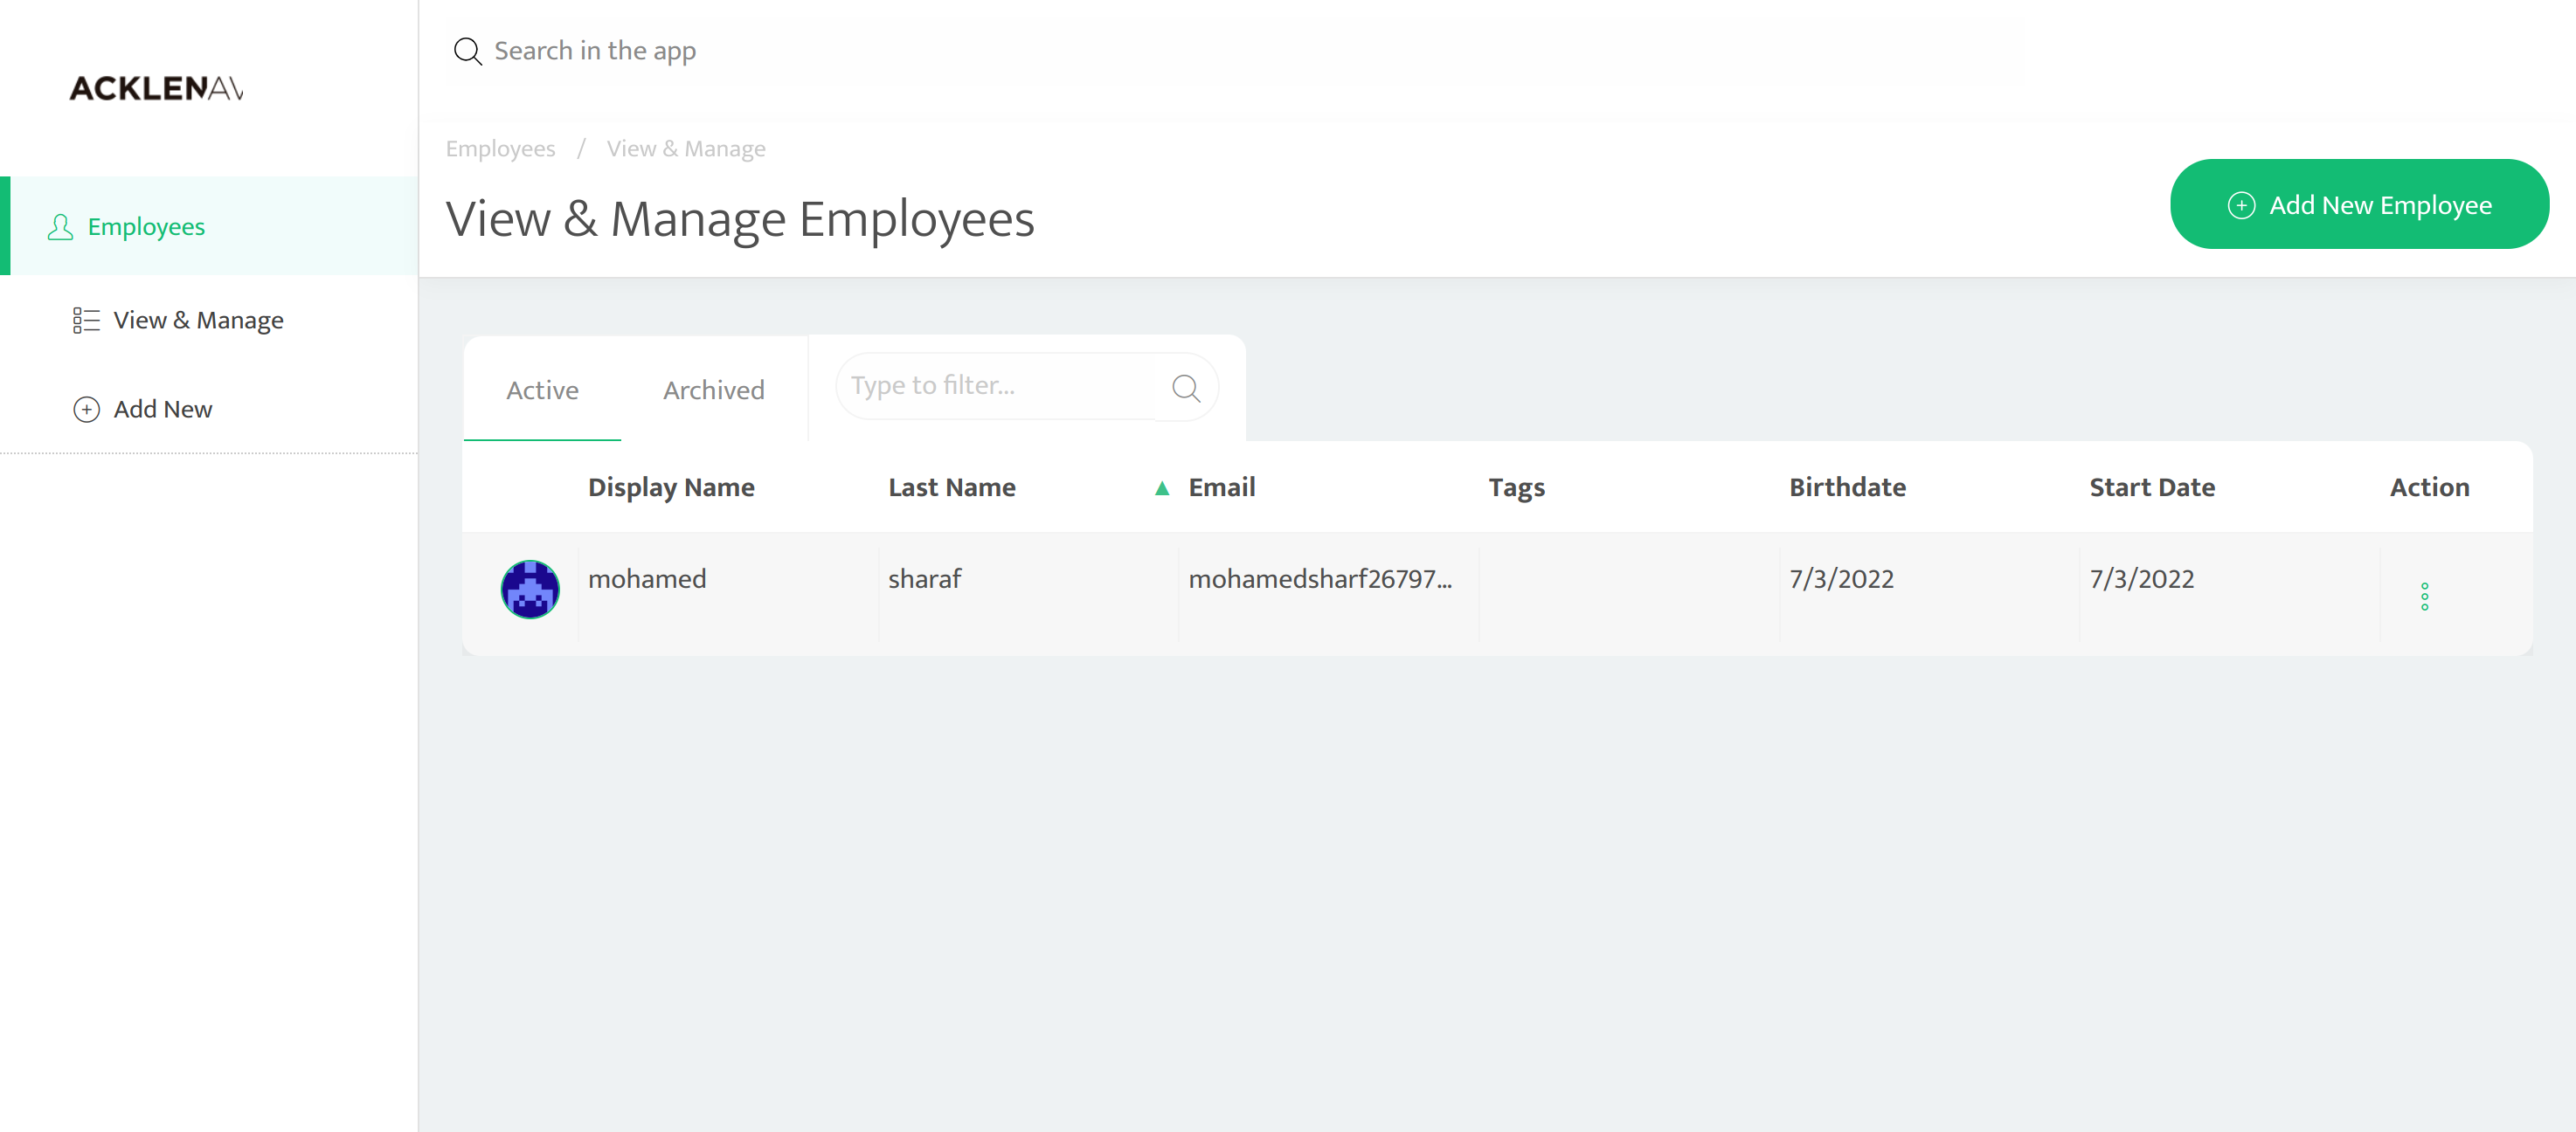 ACKLENAV
Search in the app
Employees / View & Manage
View & Manage Employees
Add New Employee
Employees
View & Manage
Add New
Active Archived Type to filter...
Display Name Last Name ▲ Email Tags Birthdate Start Date Action
mohamed sharaf mohamedsharf26797... 7/3/2022 7/3/2022